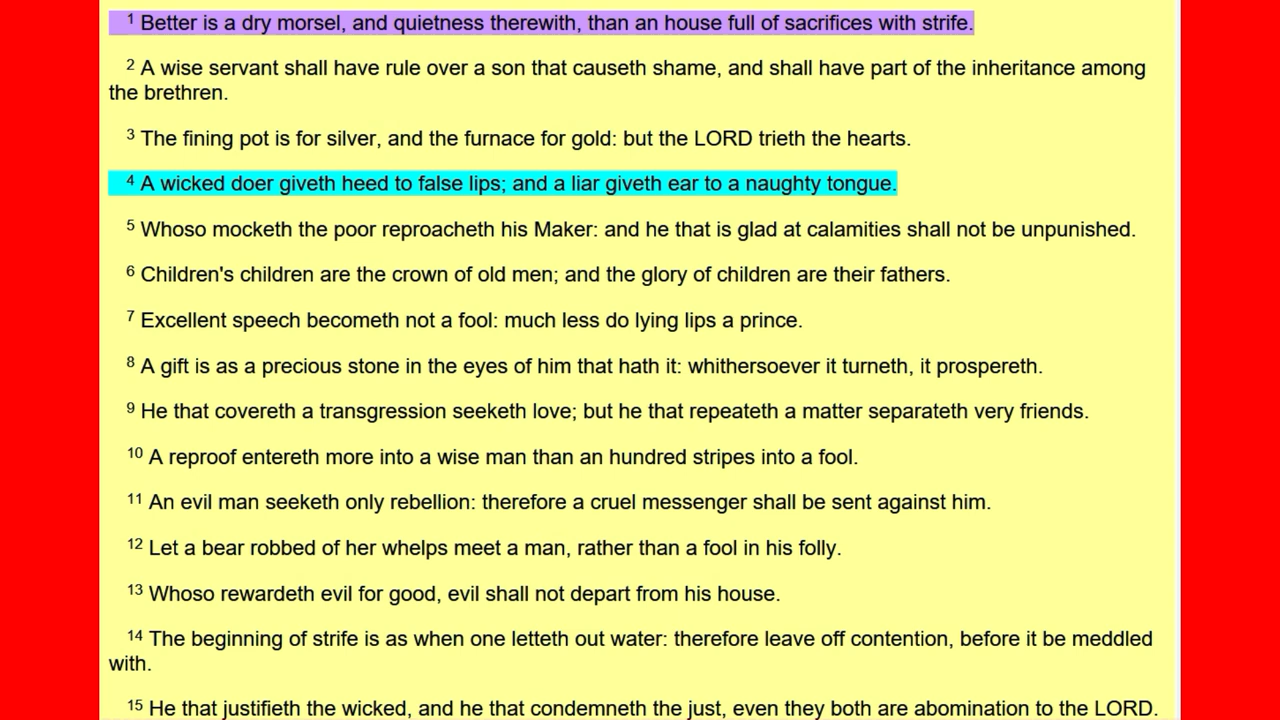 1 Better is a dry morsel, and quietness therewith, than an house full of sacrifices with strife.
2 A wise servant shall have rule over a son that causeth shame, and shall have part of the inheritance among
the brethren.
3 The fining pot is for silver, and the furnace for gold: but the LORD trieth the hearts.
4 A wicked doer giveth heed to false lips; and a liar giveth ear to a naughty tongue.
5 Whoso mocketh the poor reproacheth his Maker: and he that is glad at calamities shall not be unpunished.
6 Children's children are the crown of old men; and the glory of children are their fathers.
7 Excellent speech becometh not a fool: much less do lying lips a prince.
8 A gift is as a precious stone in the eyes of him that hath it: whithersoever it turneth, it prospereth.
9 He that covereth a transgression seeketh love; but he that repeateth a matter separateth very friends.
10 A reproof entereth more into a wise man than an hundred stripes into a fool.
11 An evil man seeketh only rebellion: therefore a cruel messenger shall be sent against him.
12 Let a bear robbed of her whelps meet a man, rather than a fool in his folly.
13 Whoso rewardeth evil for good, evil shall not depart from his house.
14 The beginning of strife is as when one letteth out water: therefore leave off contention, before it be meddled
with.
15 He that justifieth the wicked, and he that condemneth the just, even they both are abomination to the LORD.